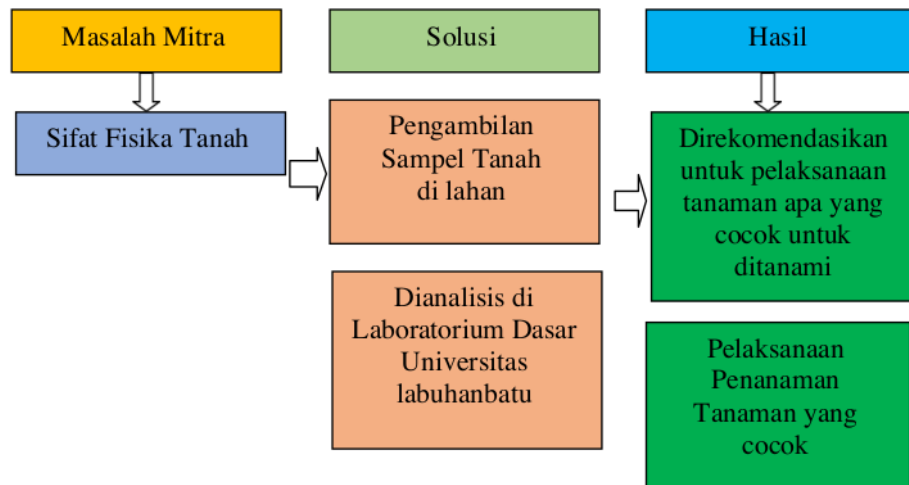 Masalah Mitra
Solusi
Hasil
Sifat Fisika Tanah
Pengambilan
Sampel Tanah
di lahan
Direkomendasikan
untuk pelaksanaan
tanaman apa yang
cocok untuk
ditanami
Dianalisis di
Laboratorium Dasar
Universitas
labuhanbatu
Pelaksanaan
Penanaman
Tanaman yang
cocok